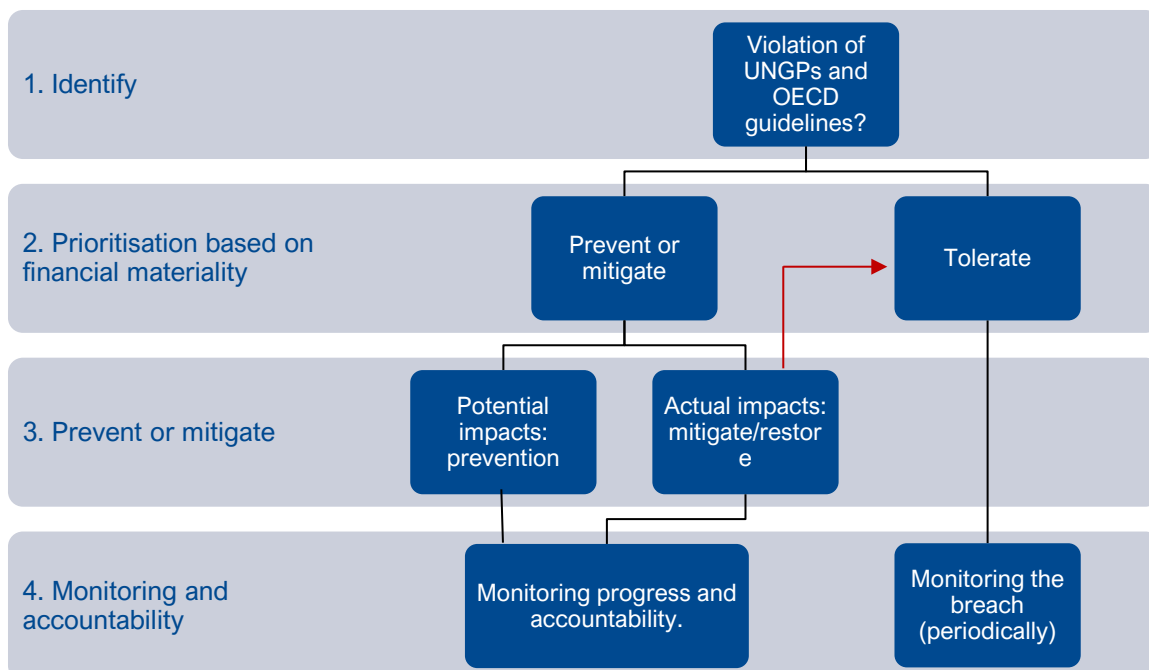 1. Identify
Violation of
UNGPs and
OECD
guidelines?
2. Prioritisation based on
financial materiality
Prevent or
mitigate
Tolerate
3. Prevent or mitigate
Potential
impacts:
prevention
Actual impacts:
mitigate/restor
e
4. Monitoring and
accountability
Monitoring progress and
accountability.
Monitoring the
breach
(periodically)